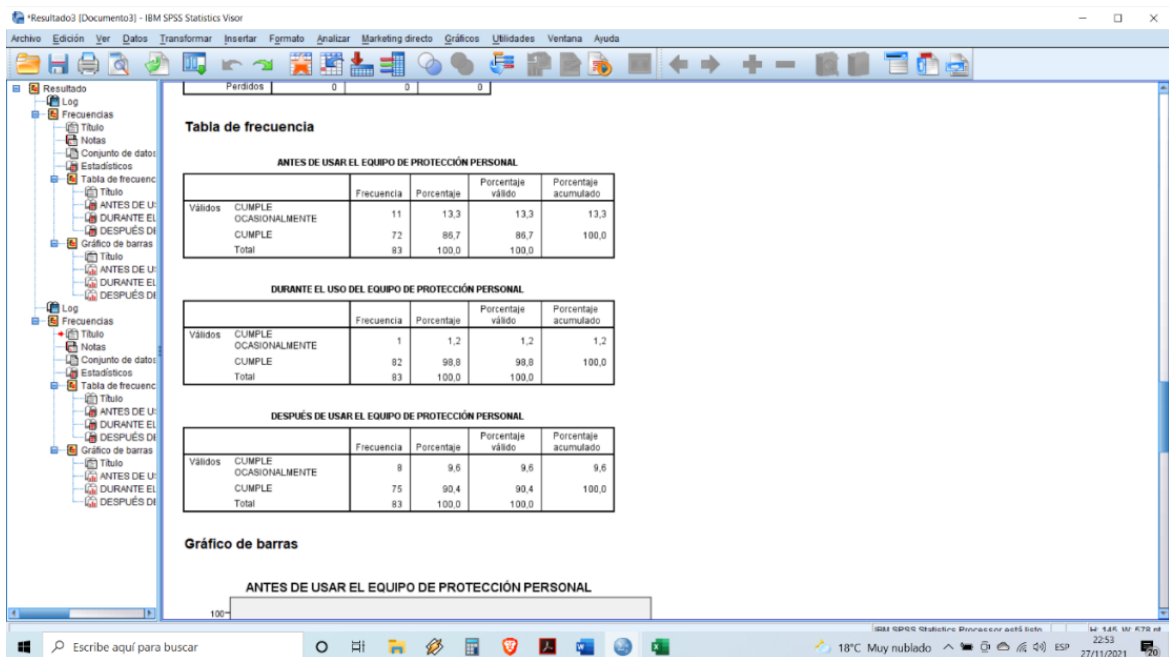 *Resultado3 [Documento3] - IBM SPSS Statistics Visor
Archivo Edición Ver Datos Transformar Insertar Formato Analizar Marketing directo Gráficos Utilidades Ventana Ayuda
Resultado
Log
Frecuencias
Título
Notas
Conjunto de datos
Estadísticos
Tabla de frecuenc
Título
ANTES DE U
DURANTE EL
DESPUÉS DE
Gráfico de barras
Título
ANTES DE U
DURANTE EL
DESPUÉS DE
Log
Frecuencias
Título
Notas
Conjunto de datos
Estadísticos
Tabla de frecuenc
Título
ANTES DE U
DURANTE EL
DESPUÉS DE
Gráfico de barras
Título
ANTES DE U
DURANTE EL
DESPUÉS DE
Perdidos 0 0 0
Tabla de frecuencia
ANTES DE USAR EL EQUIPO DE PROTECCIÓN PERSONAL
Frecuencia Porcentaje Porcentaje válido Porcentaje acumulado
Válidos CUMPLE OCASIONALMENTE 11 13,3 13,3 13,3
CUMPLE 72 86,7 86,7 100,0
Total 83 100,0 100,0
DURANTE EL USO DEL EQUIPO DE PROTECCIÓN PERSONAL
Frecuencia Porcentaje Porcentaje válido Porcentaje acumulado
Válidos CUMPLE OCASIONALMENTE 1 1,2 1,2 1,2
CUMPLE 82 98,8 98,8 100,0
Total 83 100,0 100,0
DESPUÉS DE USAR EL EQUIPO DE PROTECCIÓN PERSONAL
Frecuencia Porcentaje Porcentaje válido Porcentaje acumulado
Válidos CUMPLE OCASIONALMENTE 8 9,6 9,6 9,6
CUMPLE 75 90,4 90,4 100,0
Total 83 100,0 100,0
Gráfico de barras
ANTES DE USAR EL EQUIPO DE PROTECCIÓN PERSONAL
100
IBM SPSS Statistics Processor está listo H: 145, W: 578 pt
Escribe aquí para buscar
18°C Muy nublado ESP
22:53
27/11/2021
20